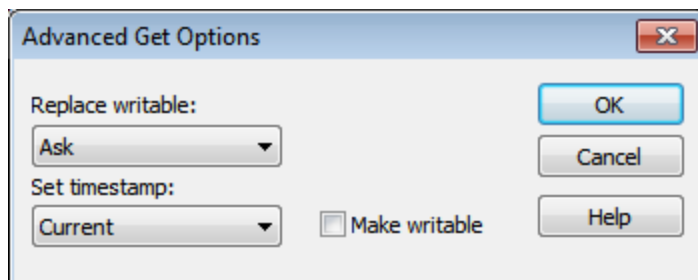 Advanced Get Options
Replace writable:
OK
Ask
Cancel
Set timestamp:
Current
Make writable
Help